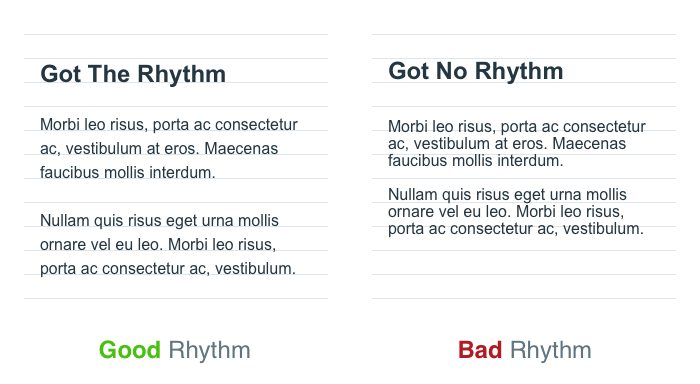 Got The Rhythm
Morbi leo risus, porta ac consectetur
ac, vestibulum at eros. Maecenas
faucibus mollis interdum.
Nullam quis risus eget urna mollis
ornare vel eu leo. Morbi leo risus,
porta ac consectetur ac, vestibulum.
Good Rhythm
Got No Rhythm
Morbi leo risus, porta ac consectetur
ac, vestibulum at eros. Maecenas
faucibus mollis interdum.
Nullam quis risus eget urna mollis
ornare vel eu leo. Morbi leo risus,
porta ac consectetur ac, vestibulum.
Bad Rhythm